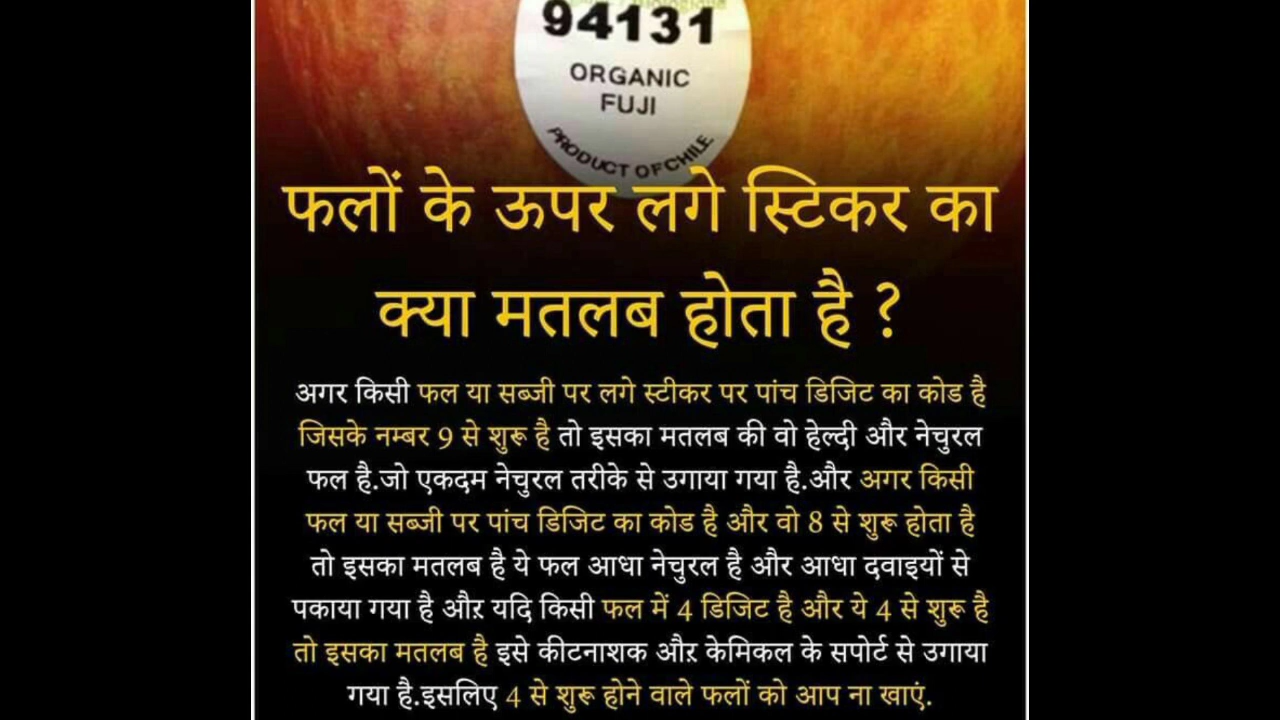 94131
ORGANIC
FUJI
PRODUCT OF CHILE
फलों के ऊपर लगे स्टिकर का
क्या मतलब होता है ?
अगर किसी फल या सब्जी पर लगे स्टीकर पर पांच डिजिट का कोड है
जिसके नम्बर 9 से शुरू है तो इसका मतलब की वो हेल्दी और नेचुरल
फल है.जो एकदम नेचुरल तरीके से उगाया गया है.और अगर किसी
फल या सब्जी पर पांच डिजिट का कोड है और वो 8 से शुरू होता है
तो इसका मतलब है ये फल आधा नेचुरल है और आधा दवाइयों से
पकाया गया है औऱ यदि किसी फल में 4 डिजिट है और ये 4 से शुरू है
तो इसका मतलब है इसे कीटनाशक औऱ केमिकल के सपोर्ट से उगाया
गया है.इसलिए 4 से शुरू होने वाले फलों को आप ना खाएं.